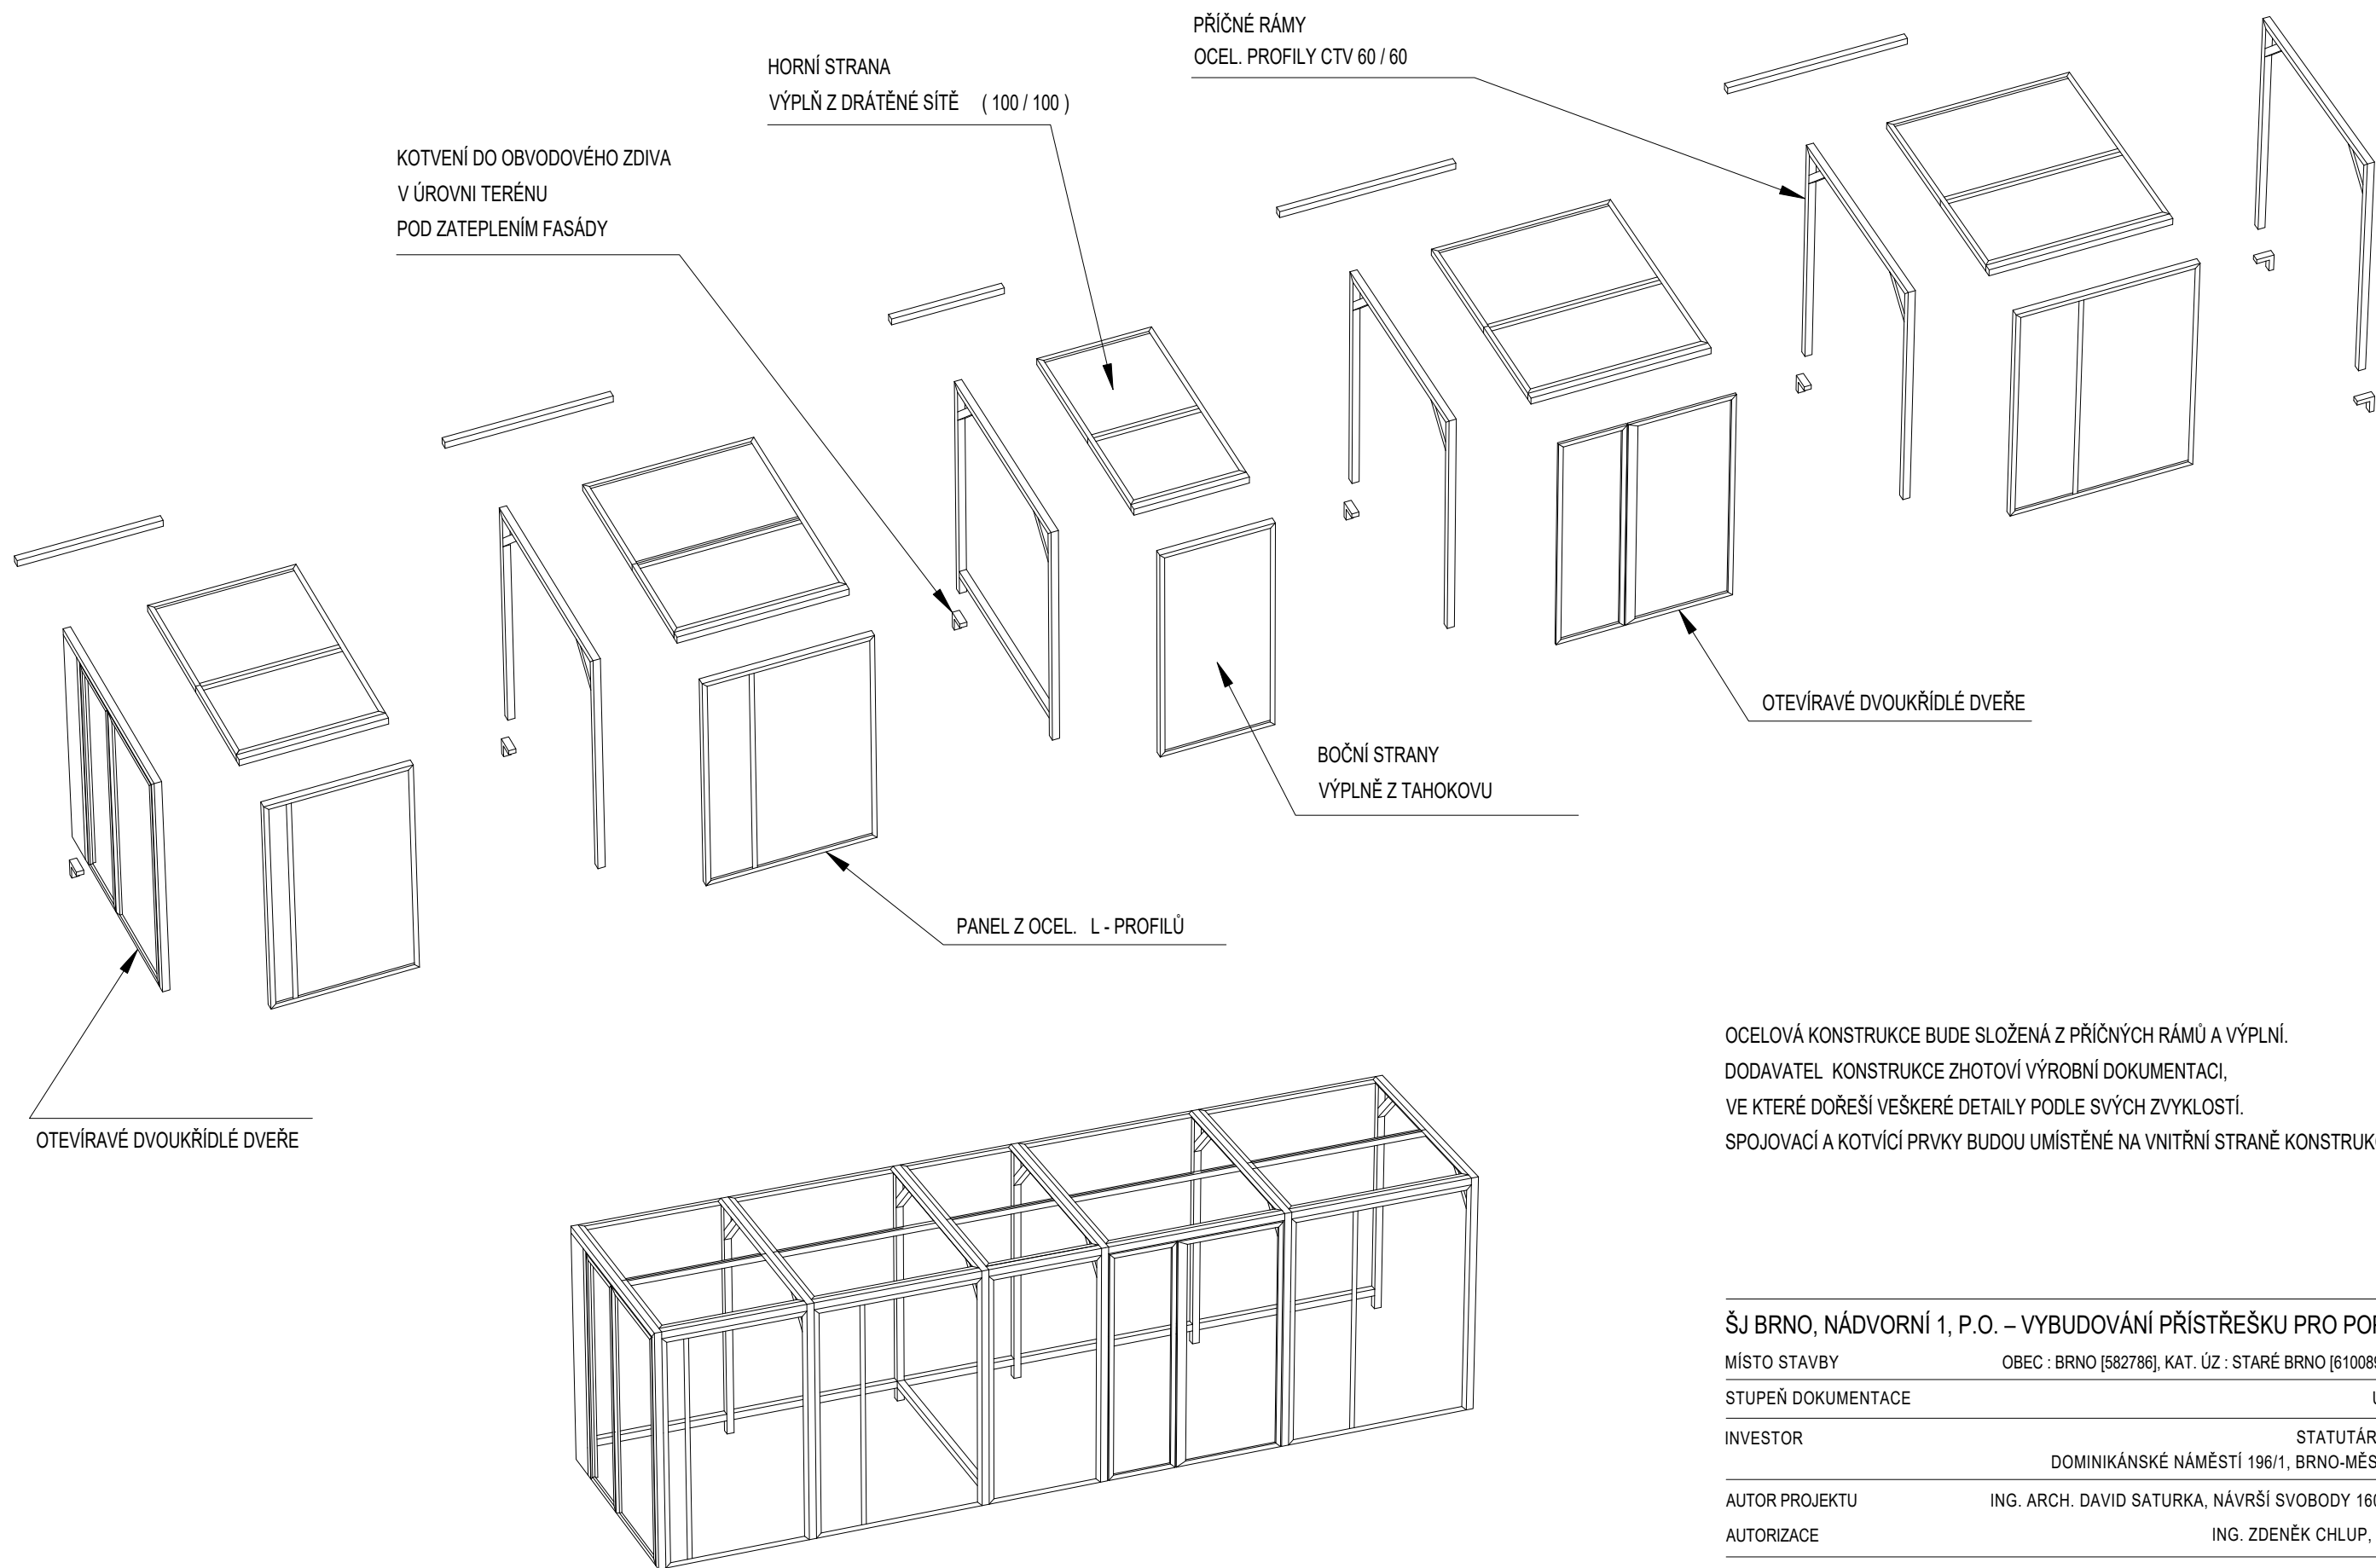 PŘÍČNÉ RÁMY
OCEL. PROFILY CTV 60 / 60
HORNÍ STRANA
VÝPLŇ Z DRÁTĚNÉ SÍTĚ ( 100 / 100 )
KOTVENÍ DO OBVODOVÉHO ZDIVA
V ÚROVNI TERÉNU
POD ZATEPLENÍM FASÁDY
OTEVÍRAVÉ DVOUKŘÍDLÉ DVEŘE
BOČNÍ STRANY
VÝPLNĚ Z TAHOKOVU
PANEL Z OCEL. L - PROFILŮ
OTEVÍRAVÉ DVOUKŘÍDLÉ DVEŘE
OCELOVÁ KONSTRUKCE BUDE SLOŽENÁ Z PŘÍČNÝCH RÁMŮ A VÝPLNÍ.
DODAVATEL KONSTRUKCE ZHOTOVÍ VÝROBNÍ DOKUMENTACI,
VE KTERÉ DOŘEŠÍ VEŠKERÉ DETAILY PODLE SVÝCH ZVYKLOSTÍ.
SPOJOVACÍ A KOTVÍCÍ PRVKY BUDOU UMÍSTĚNÉ NA VNITŘNÍ STRANĚ
ŠJ BRNO, NÁDVORNÍ 1, P.O. – VYBUDOVÁNÍ PŘÍSTŘEŠKU PRO
MÍSTO STAVBY OBEC : BRNO [582786], KAT. ÚZ : STARÉ BRNO [610089
STUPEŇ DOKUMENTACE
INVESTOR
DOMINIKÁNSKÉ NÁMĚSTÍ 196/1,
AUTOR PROJEKTU ING. ARCH. DAVID SATURKA, NÁVRŠÍ SVOBODY
AUTORIZACE ING. ZDENĚK CHLUP,